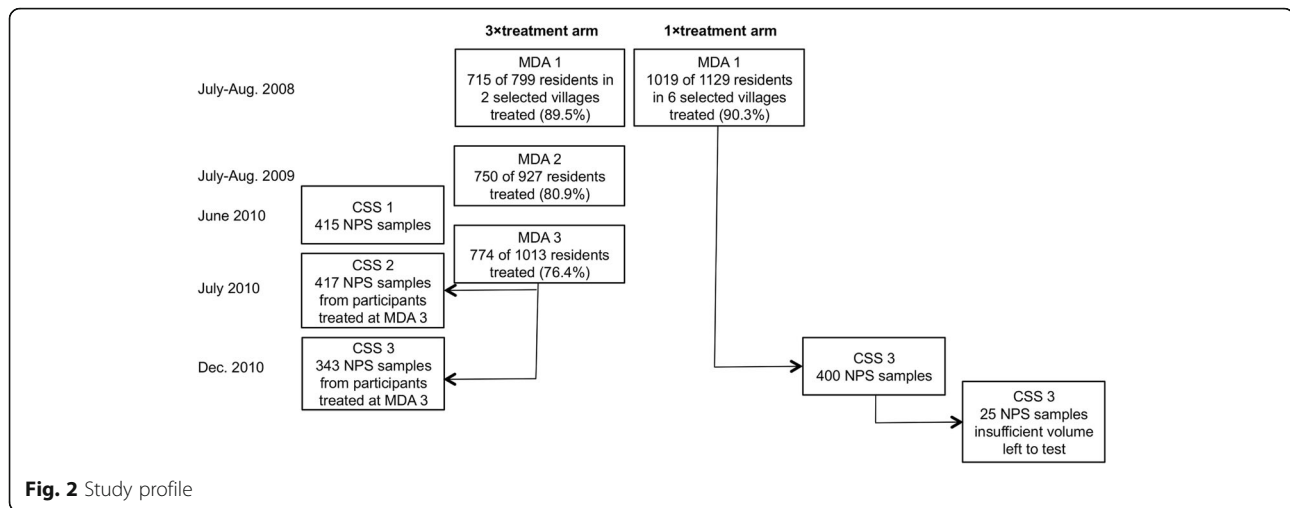 3×treatment arm
1×treatment arm
July-Aug. 2008
MDA 1
715 of 799 residents in
2 selected villages
treated (89.5%)
MDA 1
1019 of 1129 residents
in 6 selected villages
treated (90.3%)
July-Aug. 2009
MDA 2
750 of 927 residents
treated (80.9%)
June 2010
CSS 1
415 NPS samples
MDA 3
774 of 1013 residents
treated (76.4%)
July 2010
CSS 2
417 NPS samples
from participants
treated at MDA 3
Dec. 2010
CSS 3
343 NPS samples
from participants
treated at MDA 3
CSS 3
400 NPS samples
CSS 3
25 NPS samples
insufficient volume
left to test
Fig. 2 Study profile